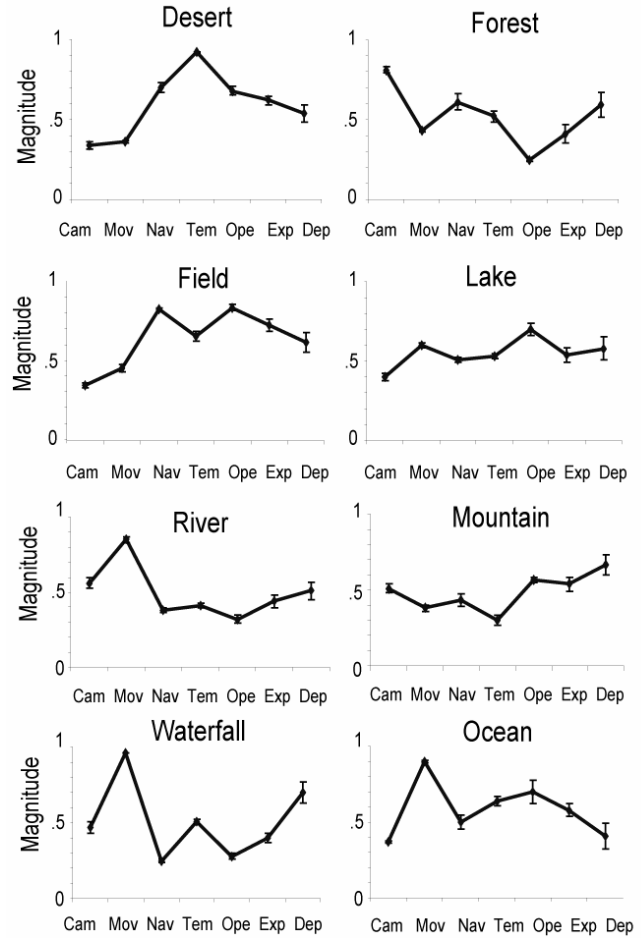 Desert
Forest
Magnitude
1
.5
0
1
.5
0
Cam Mov Nav Tem Ope Exp Dep
Cam Mov Nav Tem Ope Exp Dep
Field
Lake
Magnitude
1
.5
0
1
.5
0
Cam Mov Nav Tem Ope Exp Dep
Cam Mov Nav Tem Ope Exp Dep
River
Mountain
Magnitude
1
.5
0
1
.5
0
Cam Mov Nav Tem Ope Exp Dep
Cam Mov Nav Tem Ope Exp Dep
Waterfall
Ocean
Magnitude
1
.5
0
1
.5
0
Cam Mov Nav Tem Ope Exp Dep
Cam Mov Nav Tem Ope Exp Dep